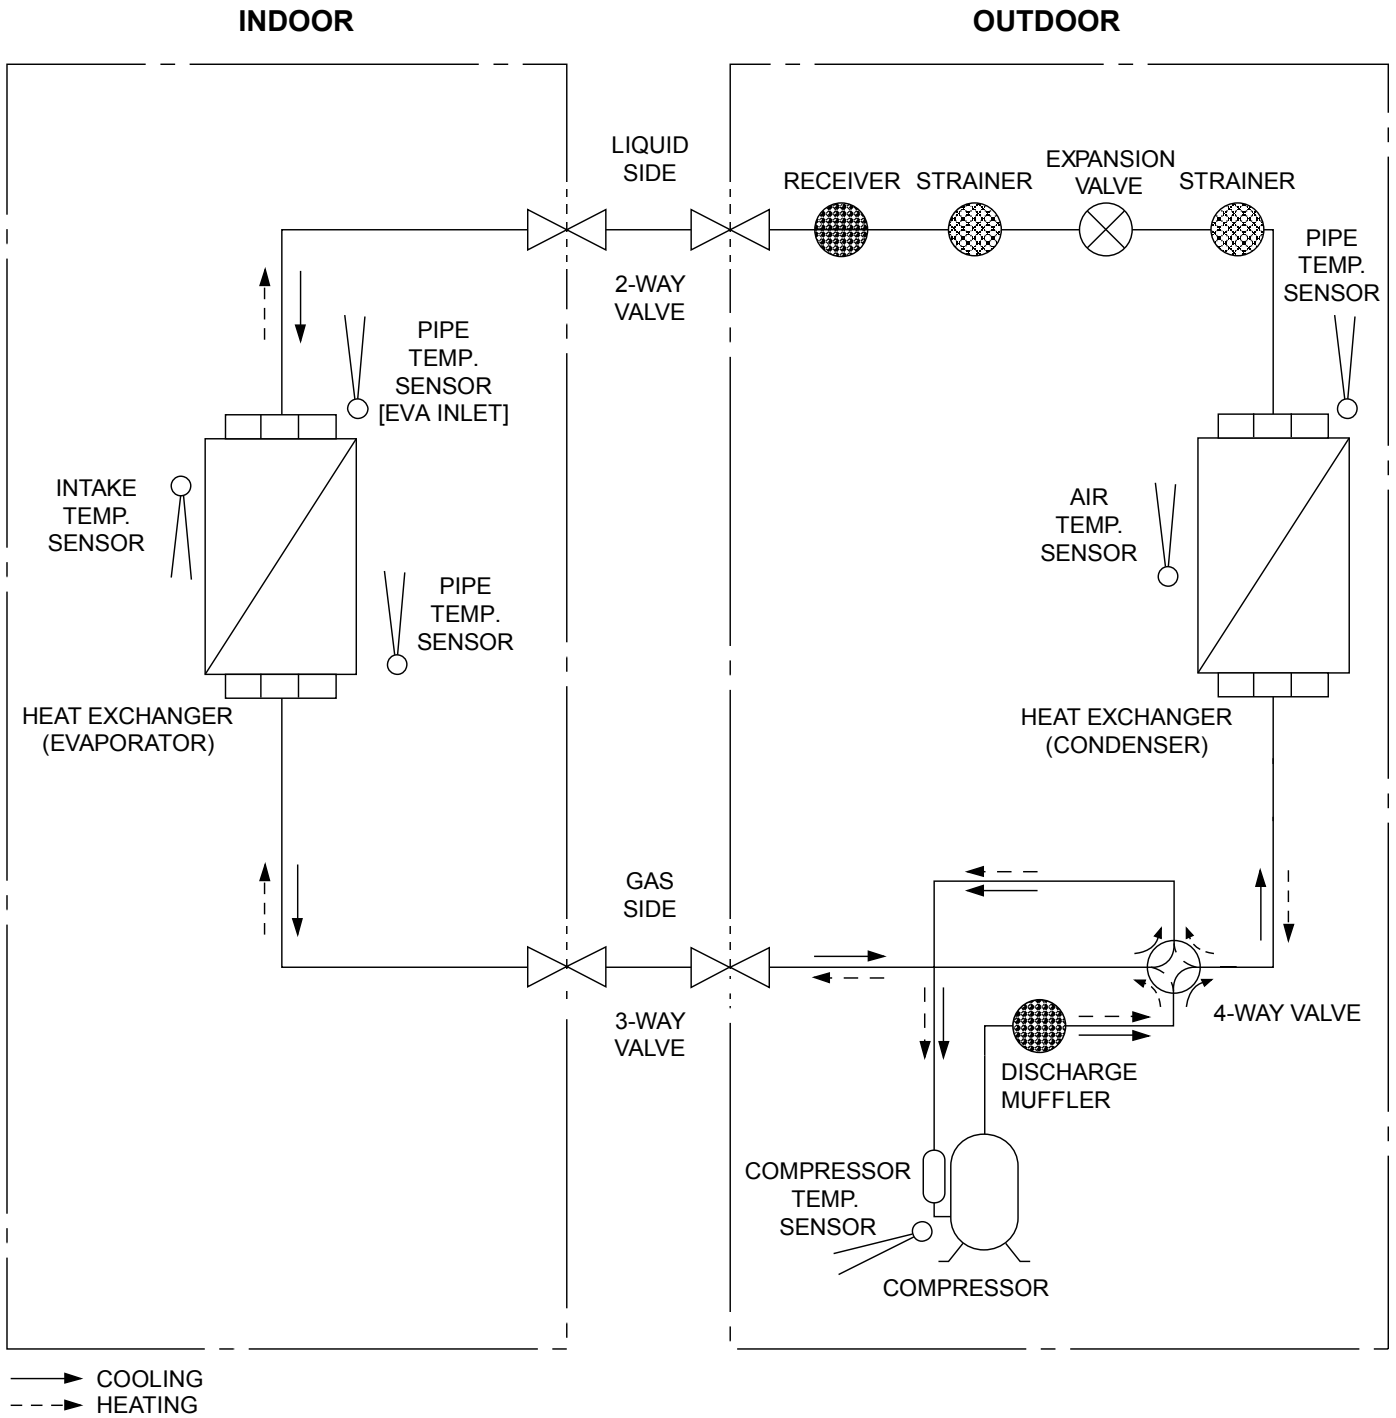 INDOOR
OUTDOOR
LIQUID
SIDE
RECEIVER
STRAINER
EXPANSION
VALVE
STRAINER
PIPE
TEMP.
SENSOR
2-WAY
VALVE
PIPE
TEMP.
SENSOR
[EVA INLET]
INTAKE
TEMP.
SENSOR
AIR
TEMP.
SENSOR
PIPE
TEMP.
SENSOR
HEAT EXCHANGER
(EVAPORATOR)
HEAT EXCHANGER
(CONDENSER)
GAS
SIDE
3-WAY
VALVE
4-WAY VALVE
DISCHARGE
MUFFLER
COMPRESSOR
TEMP.
SENSOR
COMPRESSOR
COOLING
HEATING